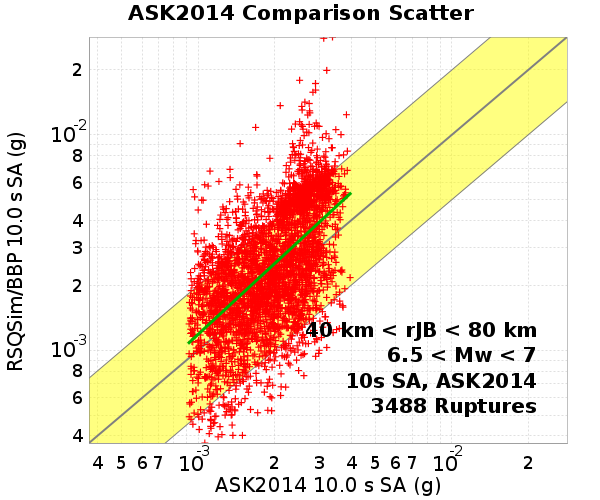 ASK2014 Comparison Scatter
RSQSim/BBP 10.0 s SA (g)
2
10-2
8
6
4
3
2
10-3
8
6
4
40 km < rJB < 80 km
6.5 < Mw < 7
10s SA, ASK2014
3488 Ruptures
4 5 6 7 10-3 2 3 4 5 6 7 10-2 2
ASK2014 10.0 s SA (g)